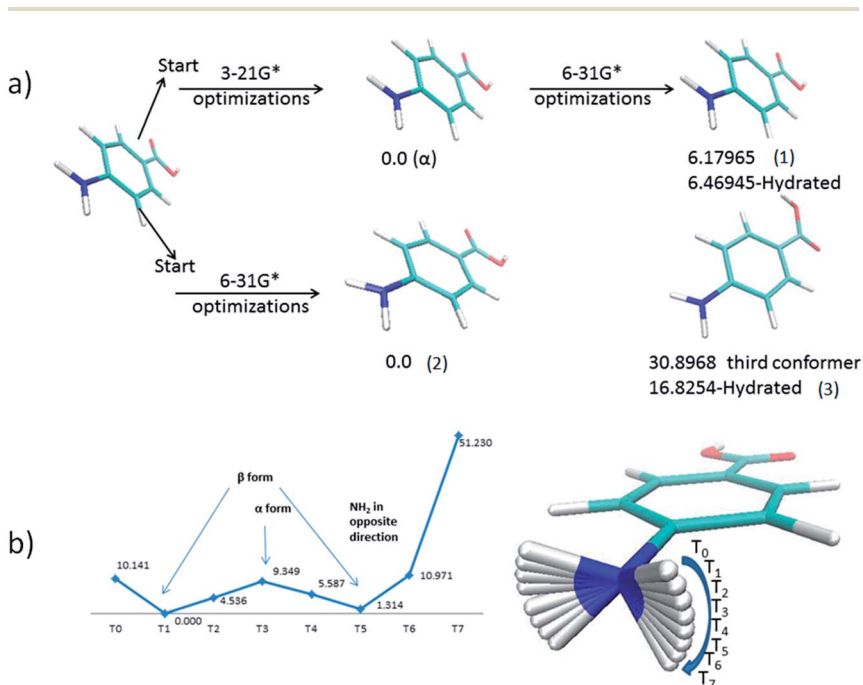 a)
Start
3-21G*
optimizations
0.0 (α)
6-31G*
optimizations
6.17965 (1)
6.46945-Hydrated
Start
6-31G*
optimizations
0.0 (2)
30.8968 third conformer
16.8254-Hydrated (3)
b)
β form
α form
NH₂ in
opposite
direction
10.141
0.000
4.536
9.349
5.587
1.314
10.971
51.230
T0 T1 T2 T3 T4 T5 T6 T7
T₀
T₁
T₂
T₃
T₄
T₅
T₆
T₇